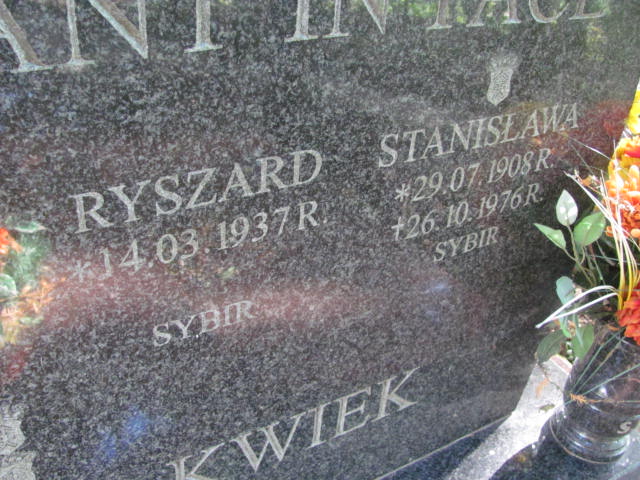 RYSZARD
*14.03.1937 R.
SYBIR
STANISŁAWA
*29.07.1908 R.
†26.10.1976 R.
SYBIR
KWIEK